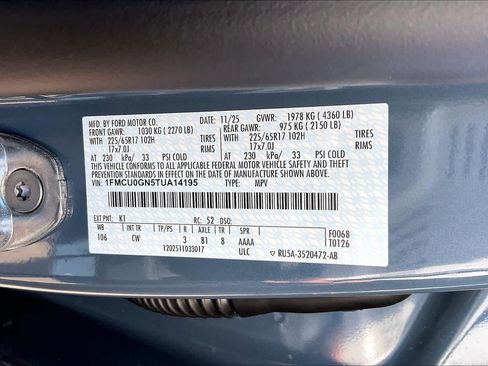 MFD. BY FORD MOTOR CO.
DATE: 11/25 GVWR: 1978 KG ( 4360 LB)
FRONT GAWR: 1030 KG ( 2270 LB) REAR GAWR: 975 KG ( 2150 LB)
WITH 225/65R17 102H TIRES WITH 225/65R17 102H TIRES
17x7.0J RIMS 17x7.0J RIMS
AT 230 kPa/ 33 PSI COLD AT 230 kPa/ 33 PSI COLD
THIS VEHICLE CONFORMS TO ALL APPLICABLE FEDERAL MOTOR VEHICLE SAFETY AND THEFT
PREVENTION STANDARDS IN EFFECT ON THE DATE OF MANUFACTURE SHOWN ABOVE.
VIN: 1FMCU0GN5TUA14195 TYPE: MPV
EXT PNT: K1 RC: 52 DSO:
WB INT TR TP/PS R AXLE TR SPR F0068
106 CW 3 81 8 AAAA T0126
120251103301 7 ULC RU5A-3520472-AB